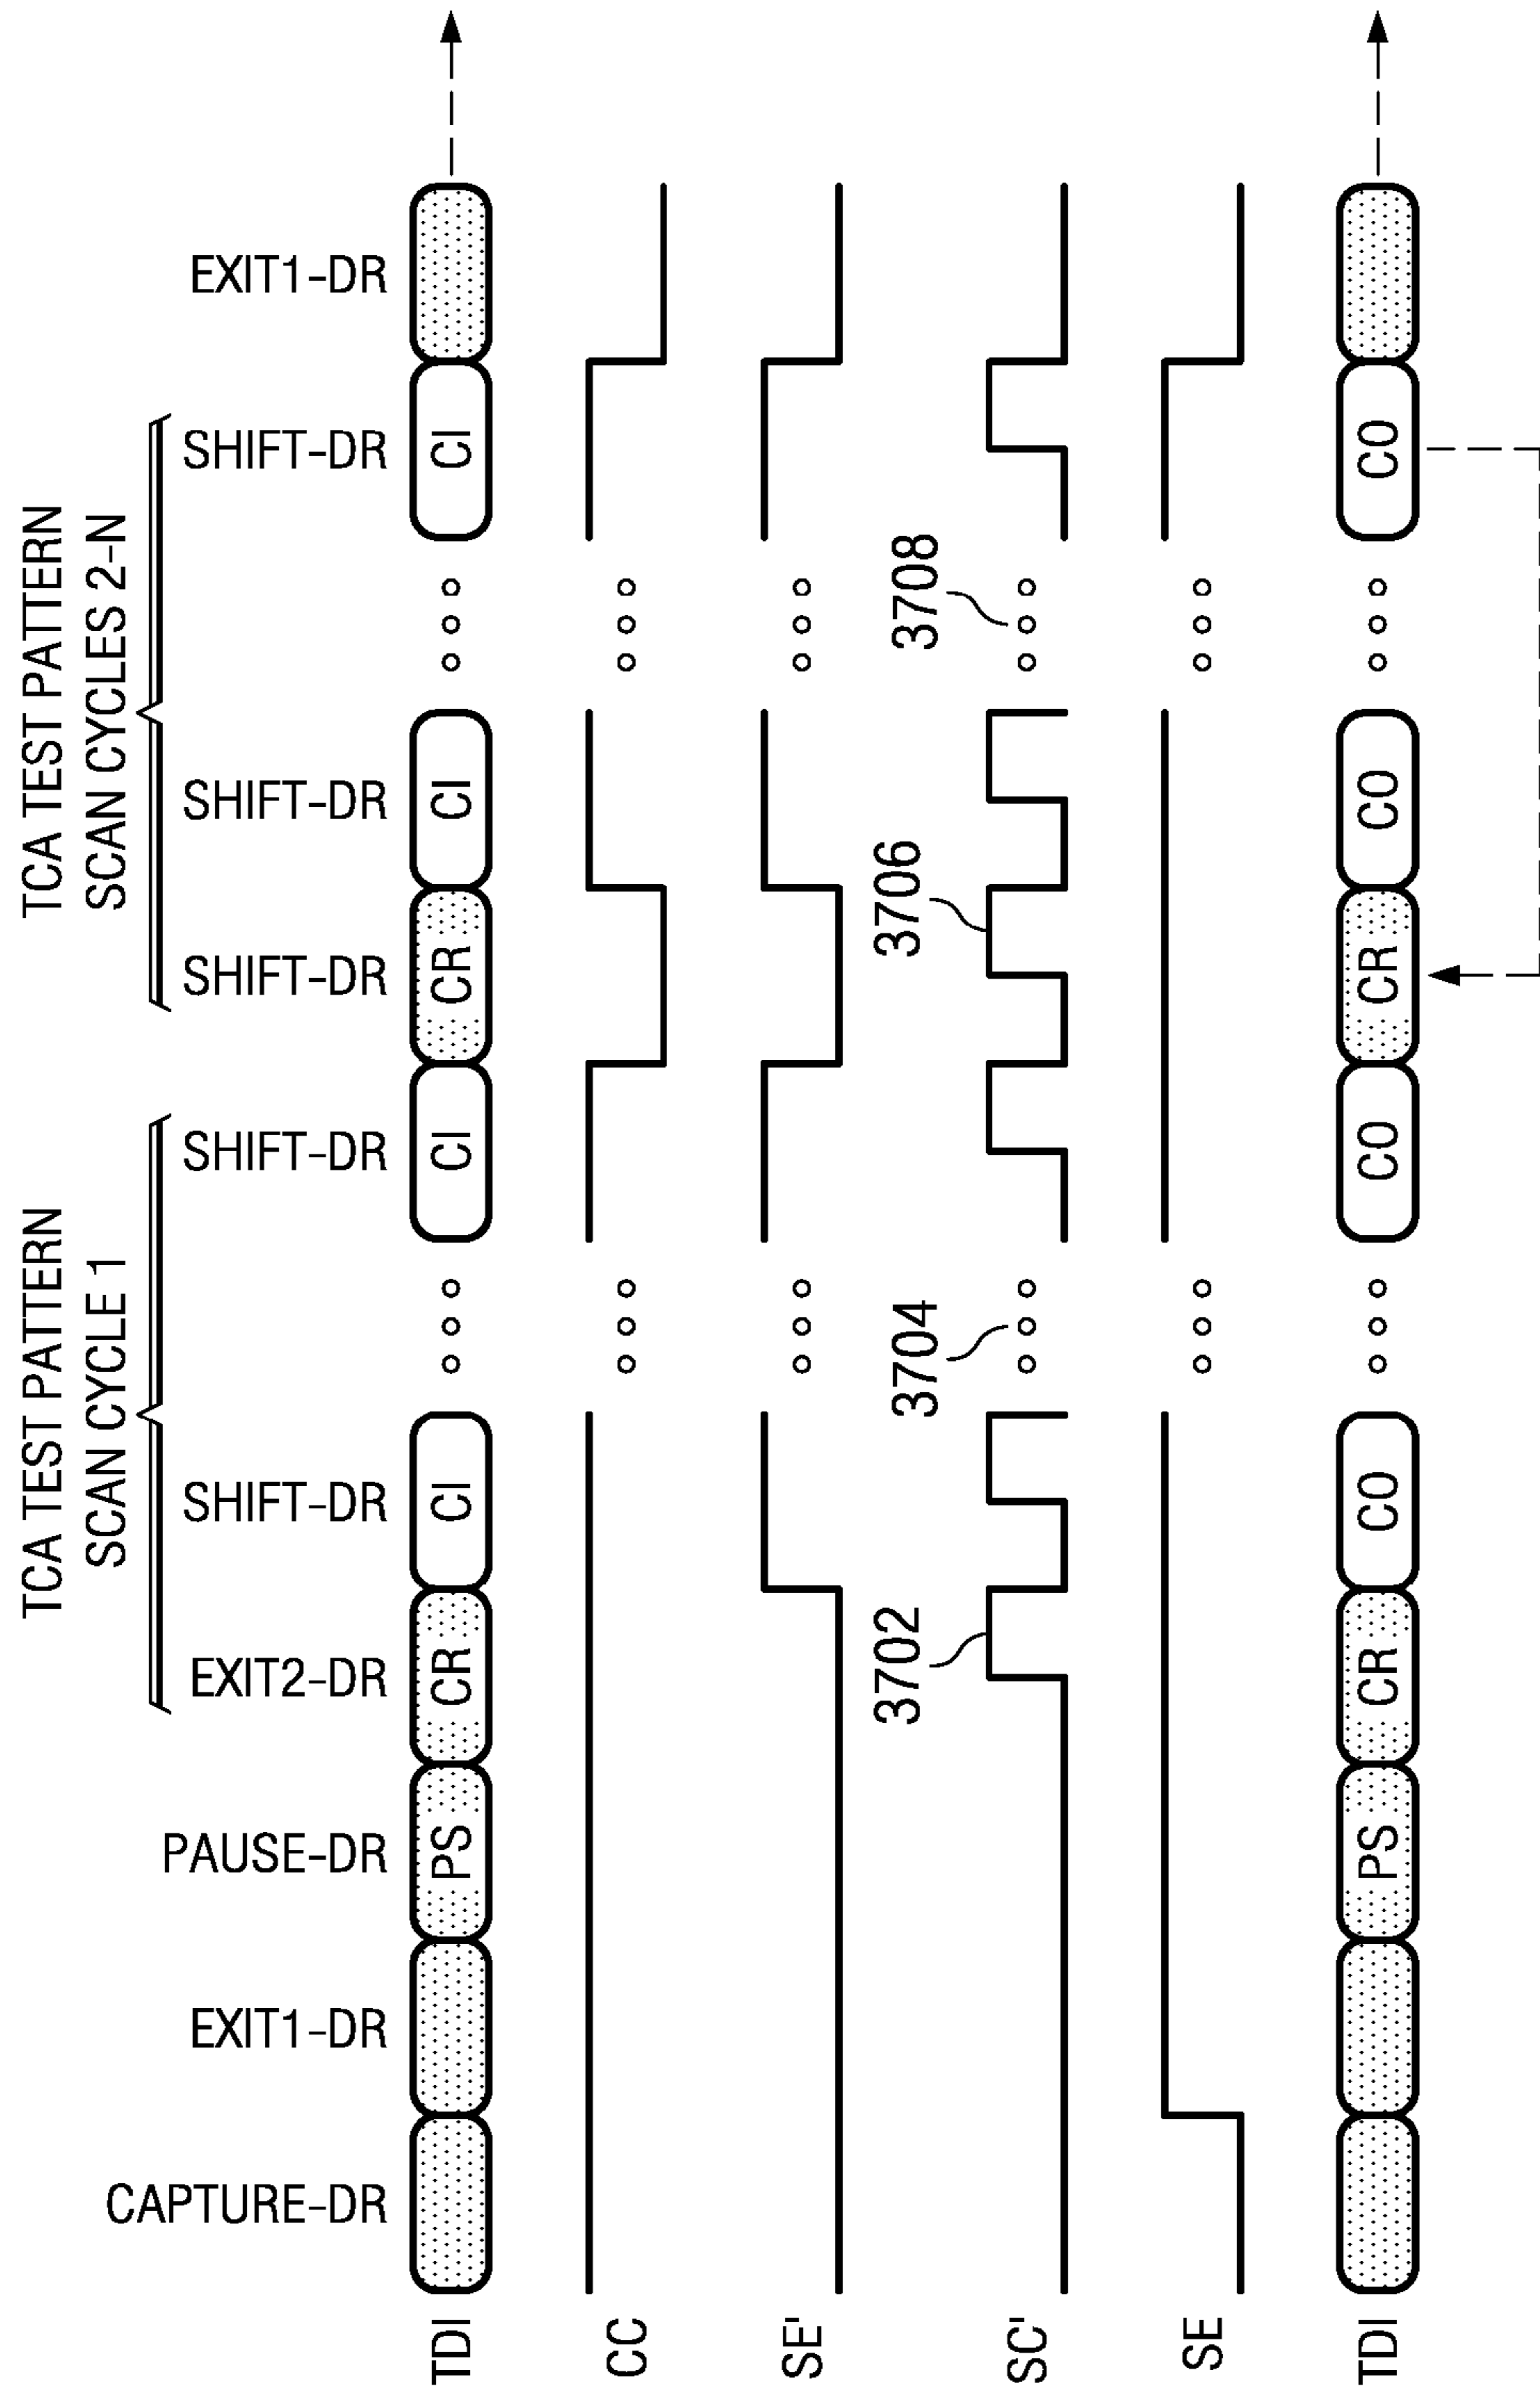 TCA TEST PATTERN
SCAN CYCLE 1
TCA TEST PATTERN
SCAN CYCLES 2-N
CAPTURE-DR
EXIT1-DR
PAUSE-DR
EXIT2-DR
SHIFT-DR
SHIFT-DR
SHIFT-DR
SHIFT-DR
SHIFT-DR
EXIT1-DR
TDI PS CR CI CI CR CI CI
CC
SE'
3702
3704
3706
3708
SC'
SE
TDI PS CR CO CO CR CO CO